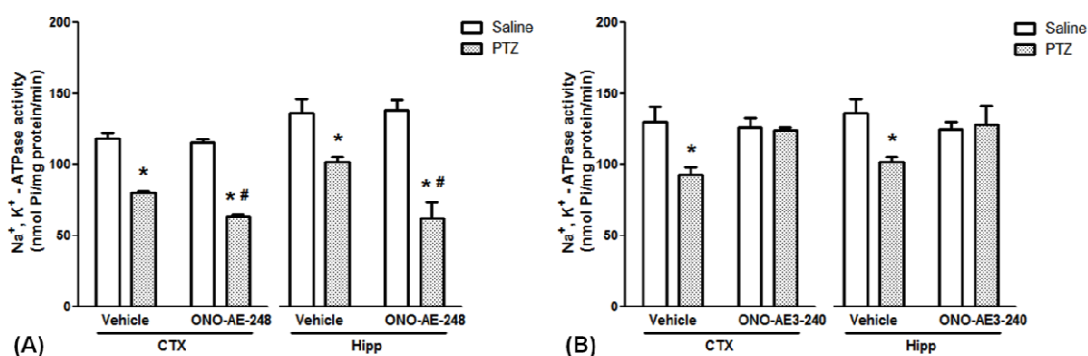 200
150
100
50
0
Na+, K+ - ATPase activity
(nmol Pi/mg protein/min)
Saline
PTZ
*
* #
*
* #
Vehicle ONO-AE-248 Vehicle ONO-AE-248
CTX Hipp
(A)
200
150
100
50
0
Na+, K+ - ATPase activity
(nmol Pi/mg protein/min)
Saline
PTZ
*
*
Vehicle ONO-AE3-240 Vehicle ONO-AE3-240
CTX Hipp
(B)